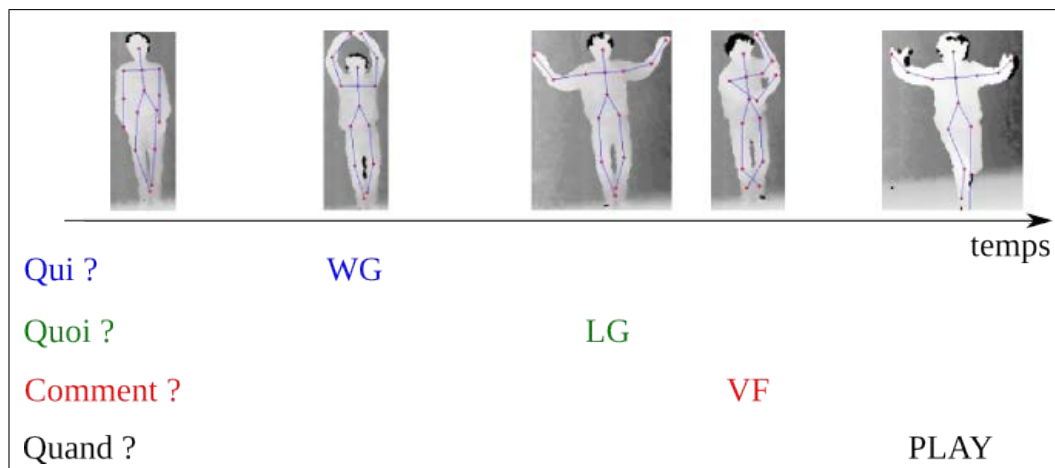 temps
Qui ? WG
Quoi ? LG
Comment ? VF
Quand ? PLAY